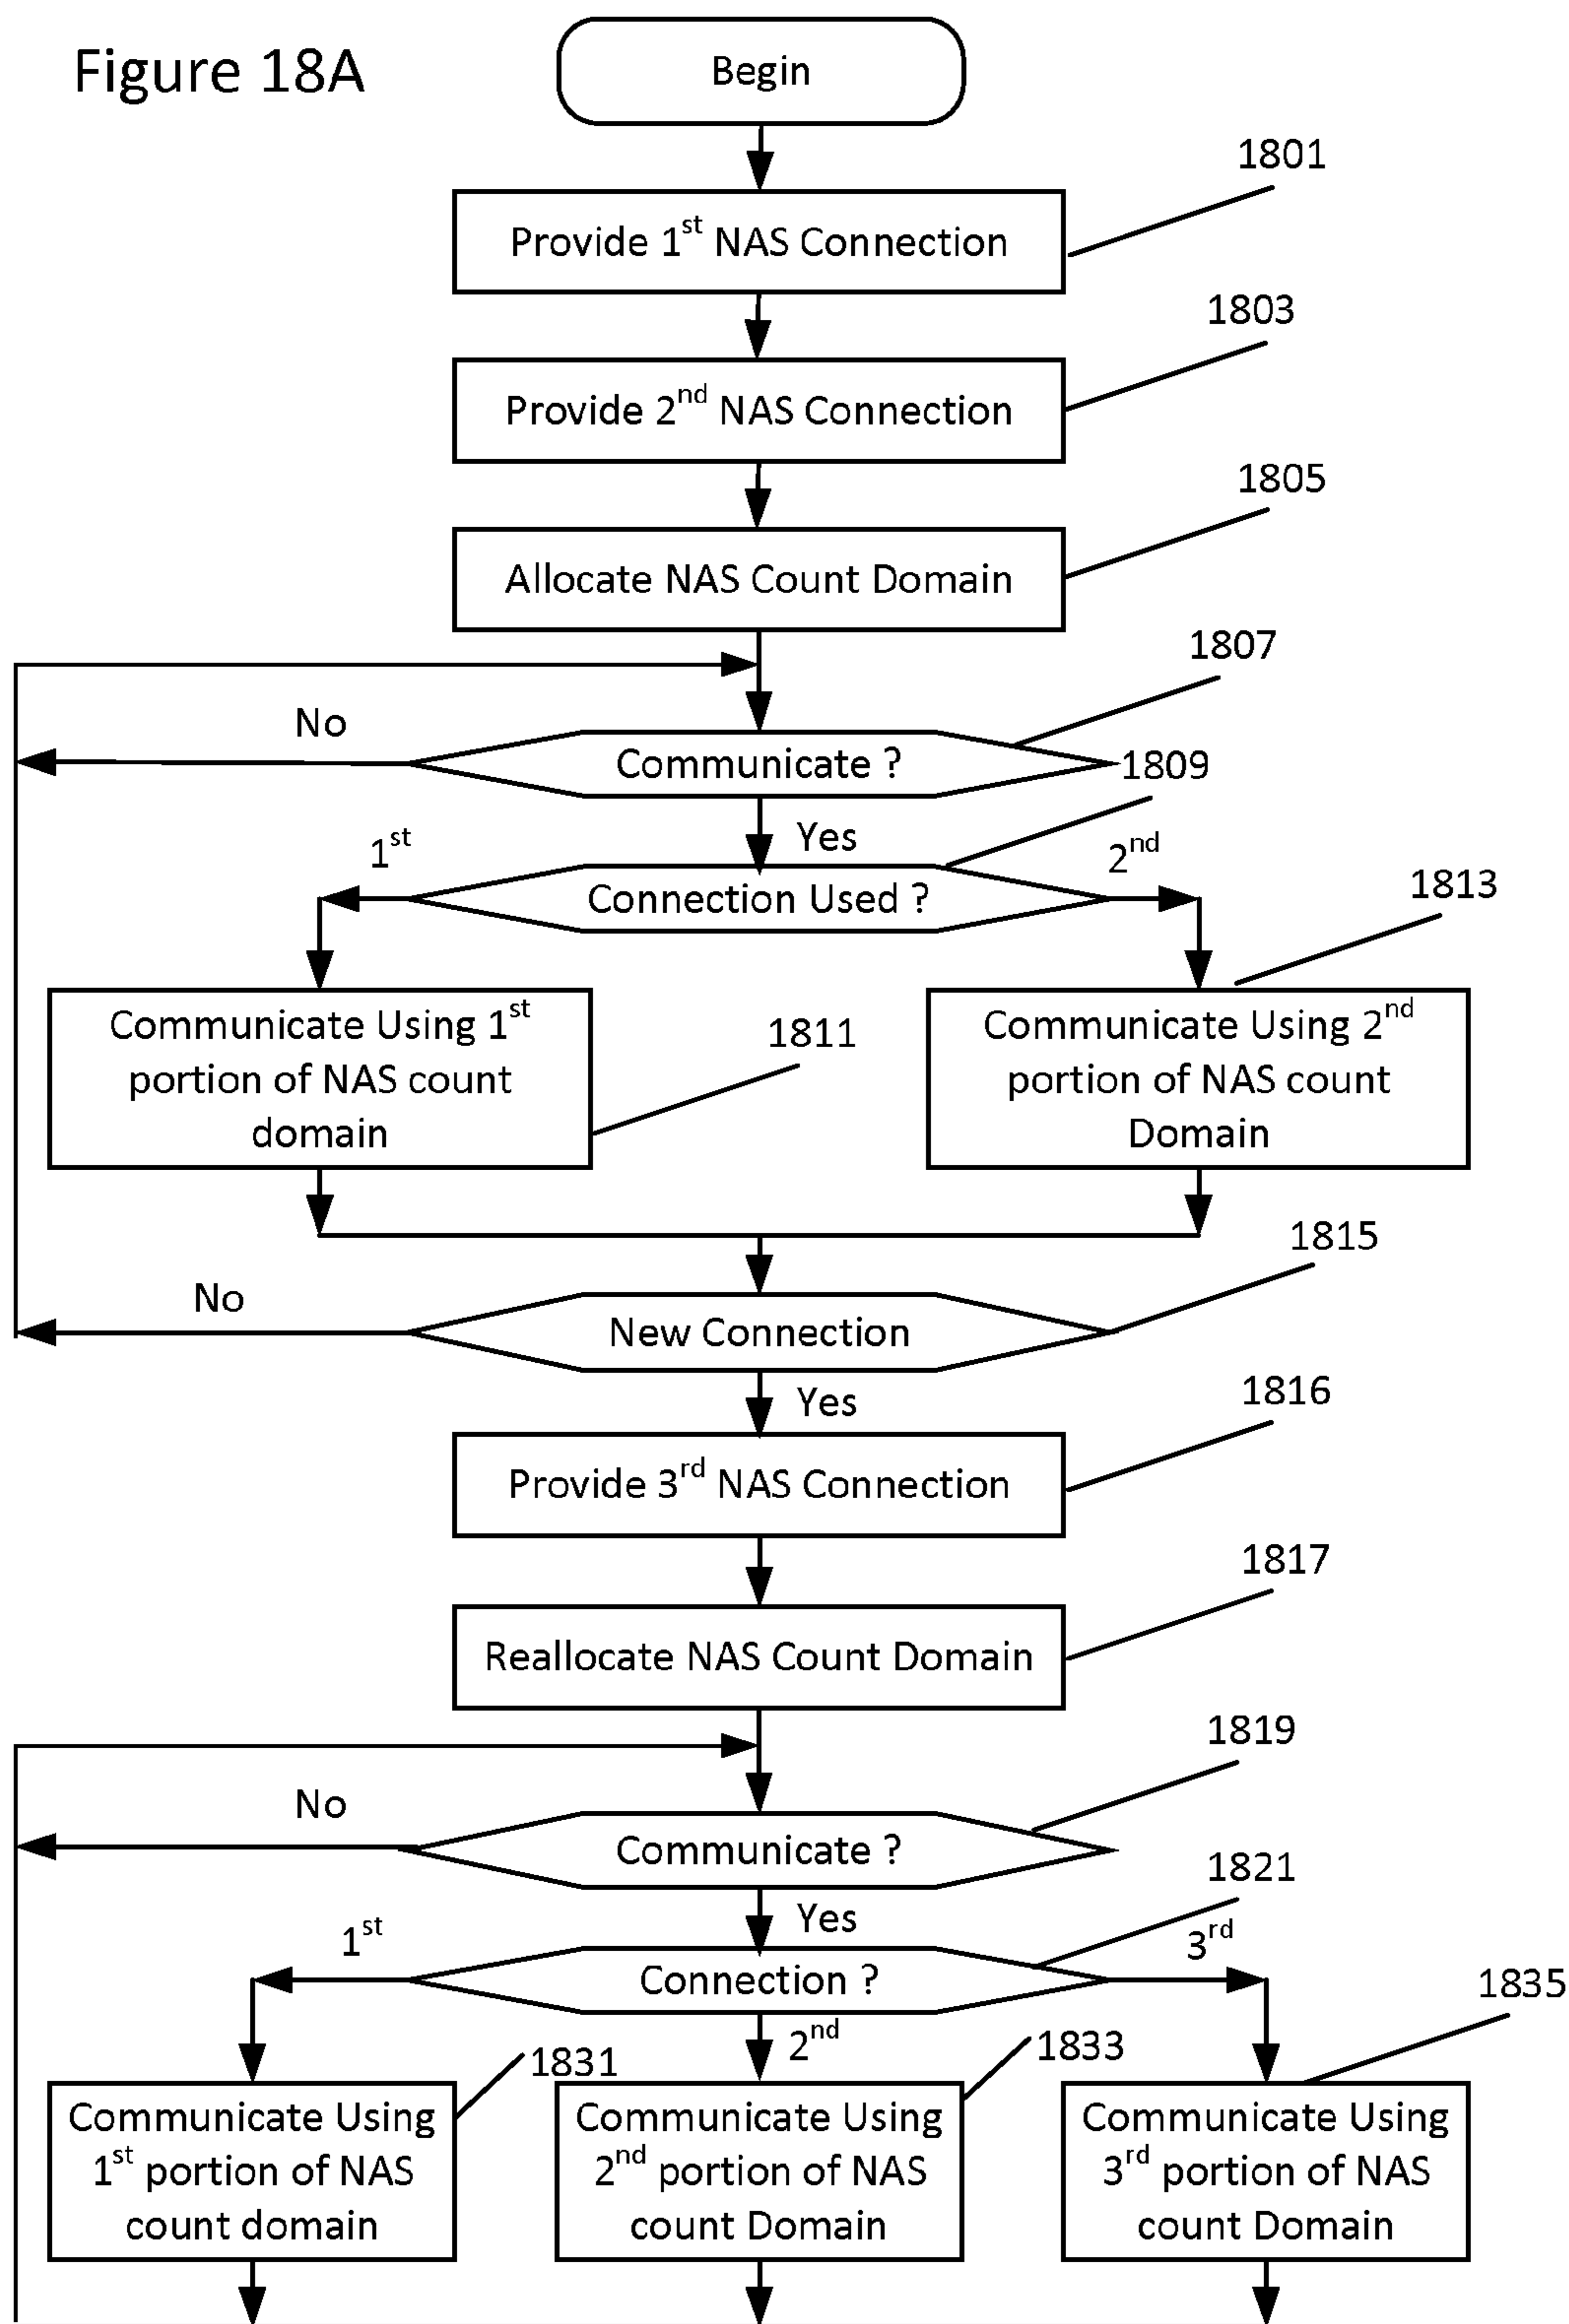 Figure 18A
Begin
1801
Provide 1st NAS Connection
1803
Provide 2nd NAS Connection
1805
Allocate NAS Count Domain
1807
No
Communicate ?
1809
Yes
1st
2nd
Connection Used ?
1813
Communicate Using 1st
portion of NAS count
domain
1811
Communicate Using 2nd
portion of NAS count
Domain
1815
No
New Connection
Yes
1816
Provide 3rd NAS Connection
1817
Reallocate NAS Count Domain
1819
No
Communicate ?
1821
Yes
1st
3rd
Connection ?
1835
2nd
1831
1833
Communicate Using
1st portion of NAS
count domain
Communicate Using
2nd portion of NAS
count Domain
Communicate Using
3rd portion of NAS
count Domain